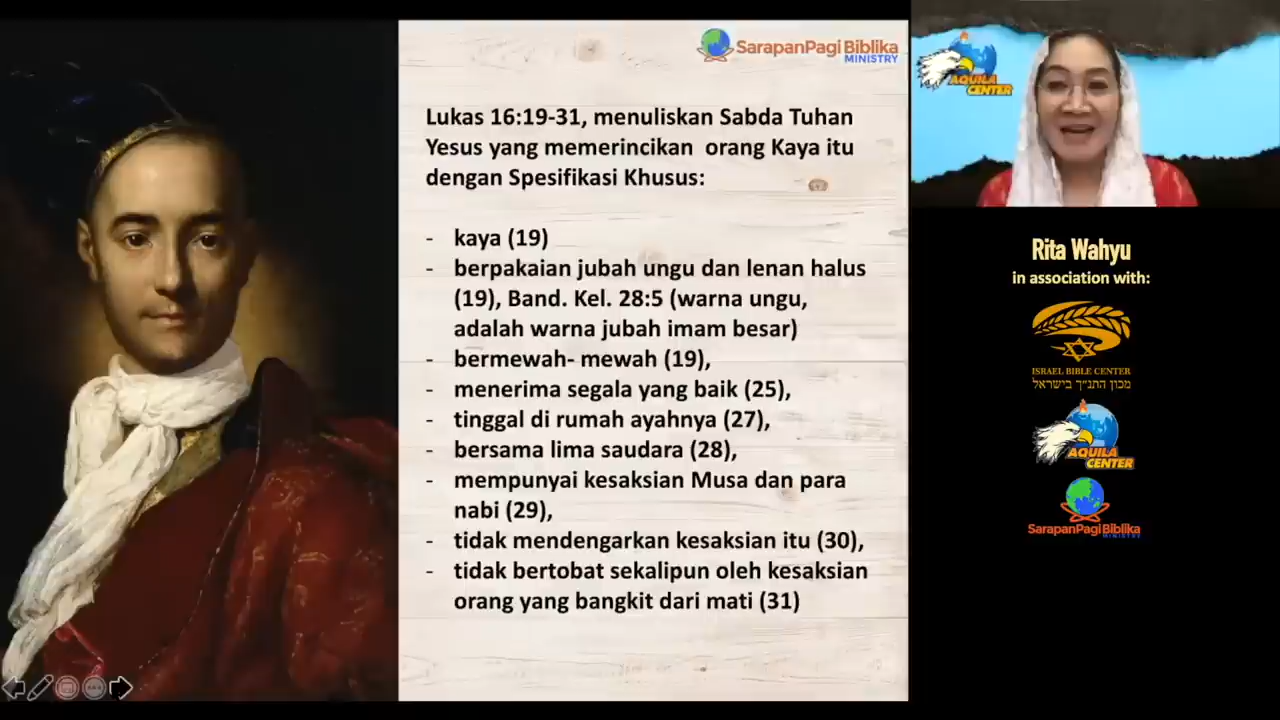 SarapanPagi Biblika
MINISTRY
Lukas 16:19-31, menuliskan Sabda Tuhan
Yesus yang memerincikan orang Kaya itu
dengan Spesifikasi Khusus:
- kaya (19)
- berpakaian jubah ungu dan lenan halus
(19), Band. Kel. 28:5 (warna ungu,
adalah warna jubah imam besar)
- bermewah- mewah (19),
- menerima segala yang baik (25),
- tinggal di rumah ayahnya (27),
- bersama lima saudara (28),
- mempunyai kesaksian Musa dan para
nabi (29),
- tidak mendengarkan kesaksian itu (30),
- tidak bertobat sekalipun oleh kesaksian
orang yang bangkit dari mati (31)
AQUILA
CENTER
Rita Wahyu
in association with:
ISRAEL BIBLE CENTER
מכון התנ"ך בישראל
AQUILA
CENTER
SarapanPagi Biblika
MINISTRY